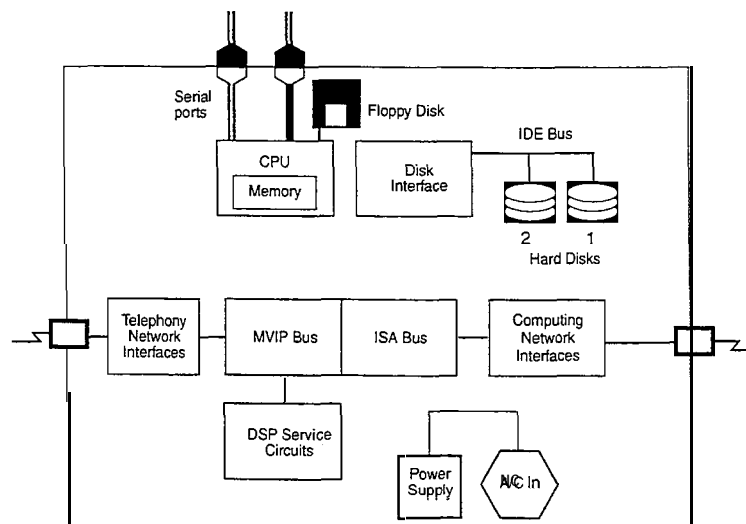 Serial
ports
Floppy Disk
IDE Bus
CPU
Memory
Disk
Interface
2
1
Hard Disks
Telephony
Network
Interfaces
MVIP Bus
ISA Bus
Computing
Network
Interfaces
DSP Service
Circuits
Power
Supply
A/C In